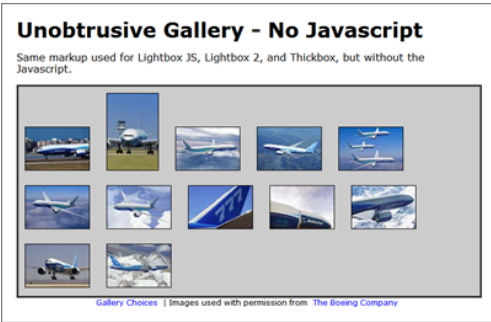 Unobtrusive Gallery - No Javascript
Same markup used for Lightbox JS, Lightbox 2, and Thickbox, but without the
Javascript.
777
Gallery Choices | Images used with permission from The Boeing Company